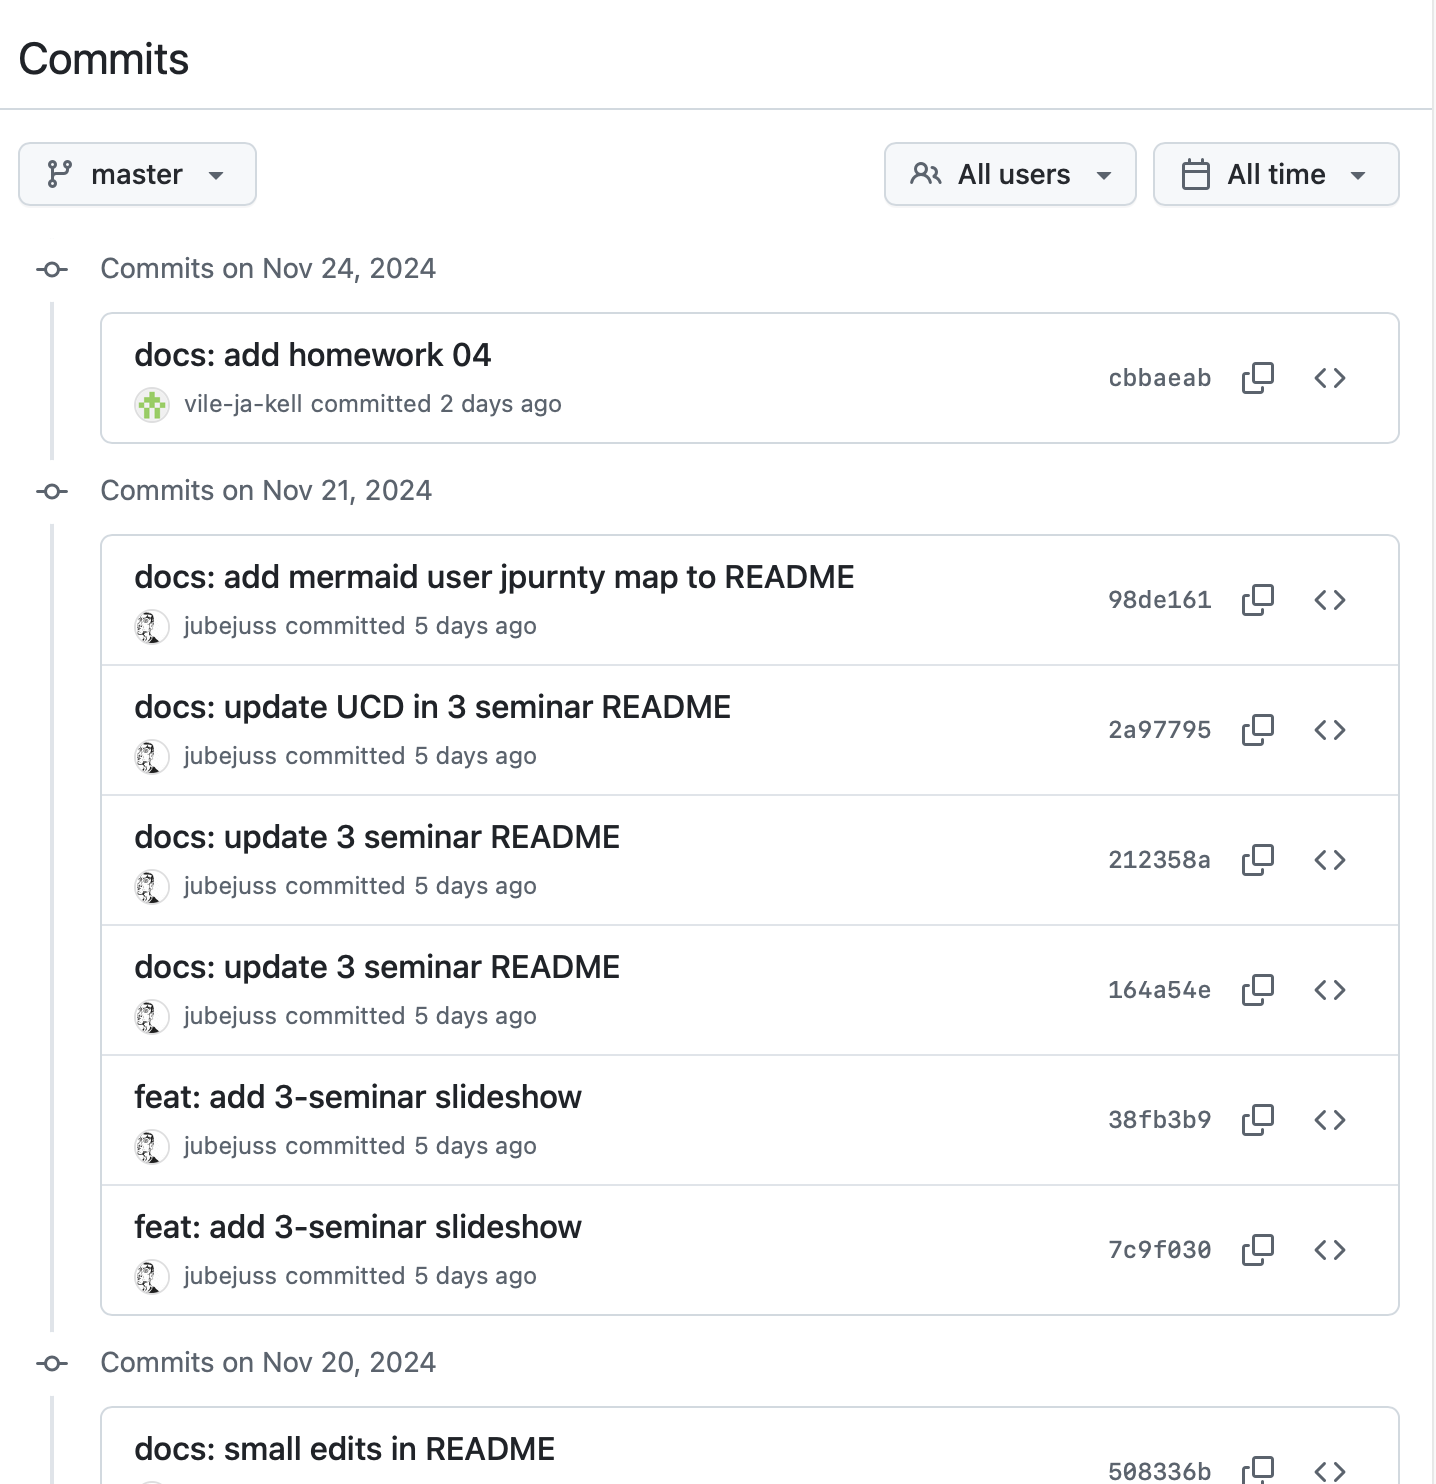 Commits
master
All users
All time
Commits on Nov 24, 2024
docs: add homework 04
vile-ja-kell committed 2 days ago
cbbaeab
Commits on Nov 21, 2024
docs: add mermaid user jpurnty map to README
jubejuss committed 5 days ago
98de161
docs: update UCD in 3 seminar README
jubejuss committed 5 days ago
2a97795
docs: update 3 seminar README
jubejuss committed 5 days ago
212358a
docs: update 3 seminar README
jubejuss committed 5 days ago
164a54e
feat: add 3-seminar slideshow
jubejuss committed 5 days ago
38fb3b9
feat: add 3-seminar slideshow
jubejuss committed 5 days ago
7c9f030
Commits on Nov 20, 2024
docs: small edits in README
508336b